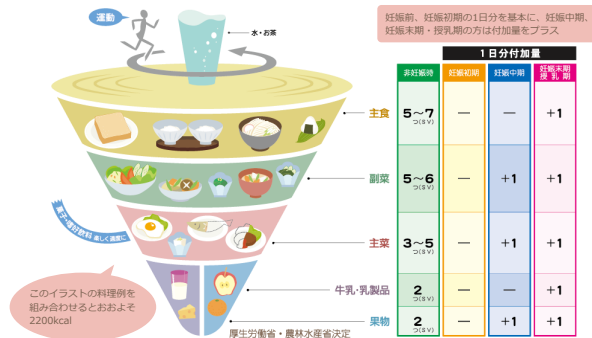 運動
水・お茶
妊娠前、妊娠初期の1日分を基本に、妊娠中期、
妊娠末期・授乳期の方は付加量をプラス
1日分付加量
非妊娠時 妊娠初期 妊娠中期 妊娠末期
授乳期
主食 5～7 つ(SV) ー ー +1
副菜 5～6 つ(SV) ー +1 +1
主菜 3～5 つ(SV) ー +1 +1
牛乳・乳製品 2 つ(SV) ー ー +1
果物 2 つ(SV) ー +1 +1
菓子・嗜好飲料 楽しく適度に
このイラストの料理例を
組み合わせるとおおよそ
2200kcal
厚生労働省・農林水産省決定